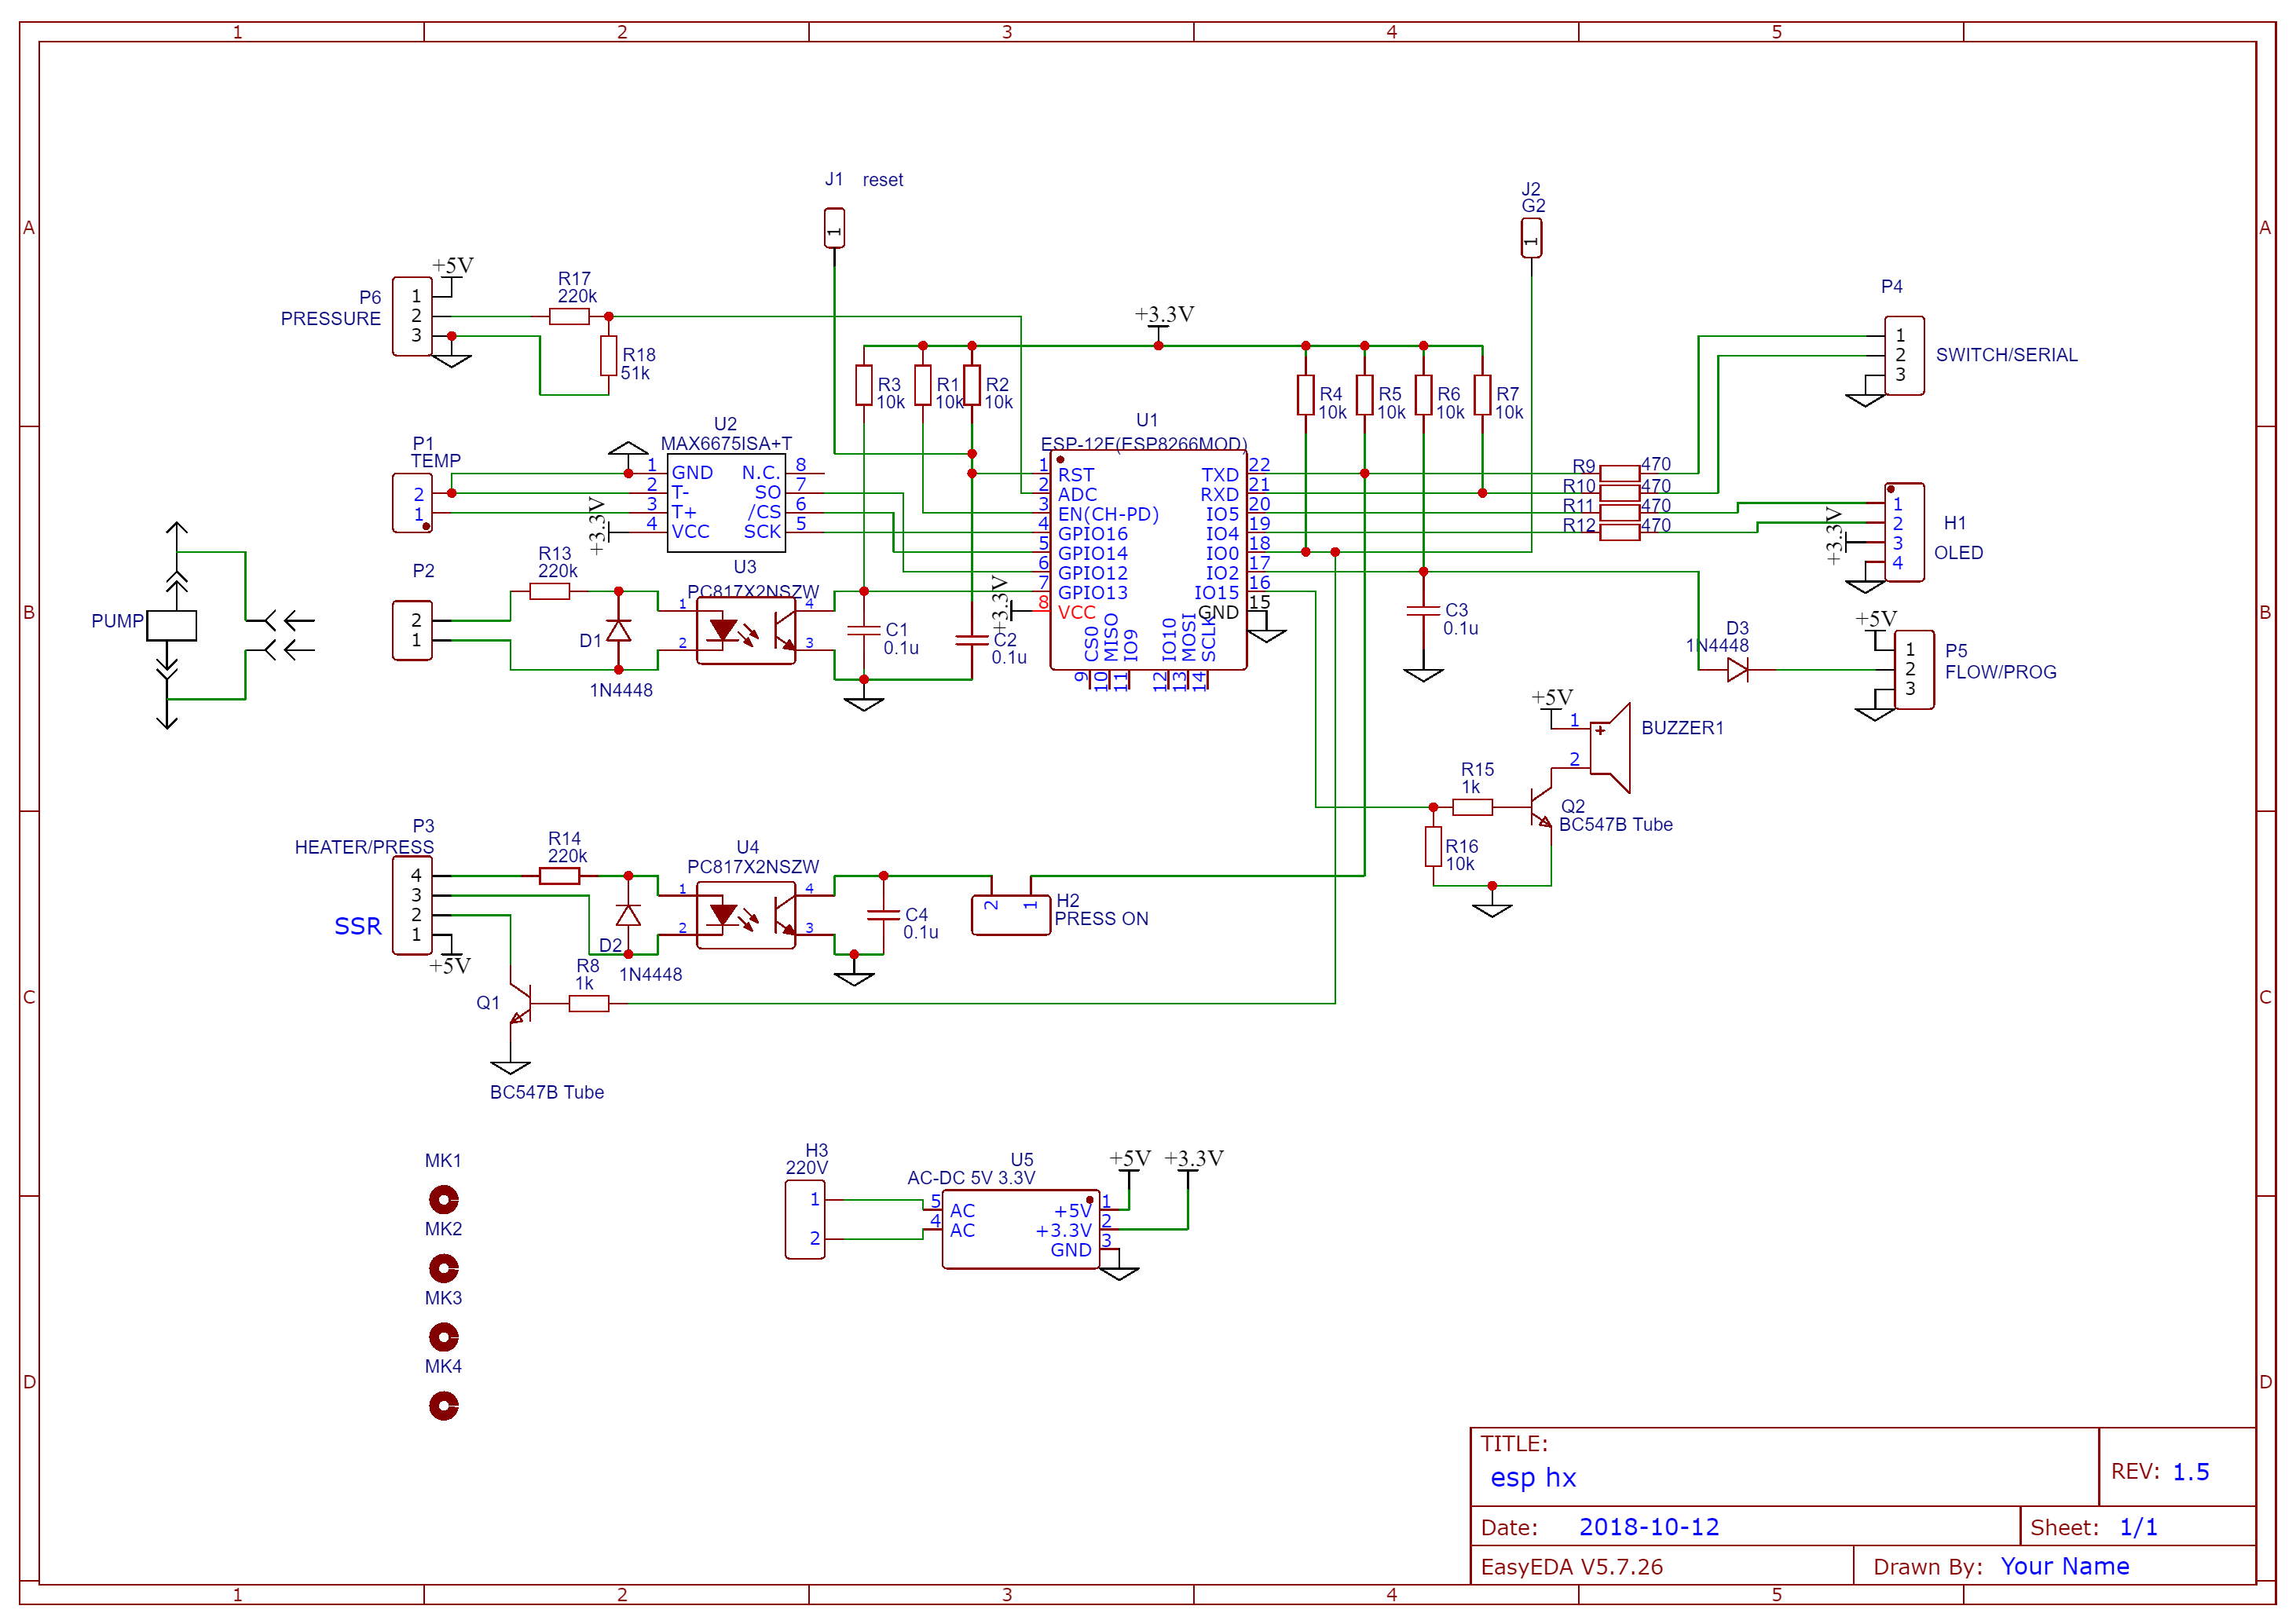 1 2 3 4 5
A A
B B
C C
D D
1 2 3 4 5
J1 reset
1
J2
G2
1
P6
PRESSURE
1
2
3
+5V
R17
220k
R18
51k
+3.3V
R3
10k
R1
10k
R2
10k
R4
10k
R5
10k
R6
10k
R7
10k
P4
SWITCH/SERIAL
1
2
3
P1
TEMP
2
1
U2
MAX6675ISA+T
1 GND
2 T-
3 T+
4 VCC
N.C. 8
SO 7
/CS 6
SCK 5
+3.3V
U1
ESP-12F(ESP8266MOD)
1 RST
2 ADC
3 EN(CH-PD)
4 GPIO16
5 GPIO14
6 GPIO12
7 GPIO13
8 VCC
+3.3V
TXD 22
RXD 21
IO5 20
IO4 19
IO0 18
IO2 17
IO15 16
GND 15
CS0 9
MISO 10
IO9 11
IO10 12
MOSI 13
SCLK 14
R9 470
R10 470
R11 470
R12 470
H1
OLED
1
2
3
4
+3.3V
PUMP
P2
2
1
R13
220k
D1
1N4448
U3
PC817X2NSZW
1
2
4
3
C1
0.1u
C2
0.1u
C3
0.1u
D3
1N4448
+5V
P5
FLOW/PROG
1
2
3
+5V
1
2
BUZZER1
R15
1k
R16
10k
Q2
BC547B Tube
P3
HEATER/PRESS
4
3
2
1
SSR
+5V
R14
220k
D2
1N4448
U4
PC817X2NSZW
1
2
4
3
C4
0.1u
2 1
H2
PRESS ON
R8
1k
Q1
BC547B Tube
MK1
MK2
MK3
MK4
H3
220V
1
2
U5
AC-DC 5V 3.3V
5 AC
4 AC
+5V 1
+3.3V 2
GND 3
+5V +3.3V
TITLE:
esp hx
REV: 1.5
Date: 2018-10-12
Sheet: 1/1
EasyEDA V5.7.26
Drawn By: Your Name